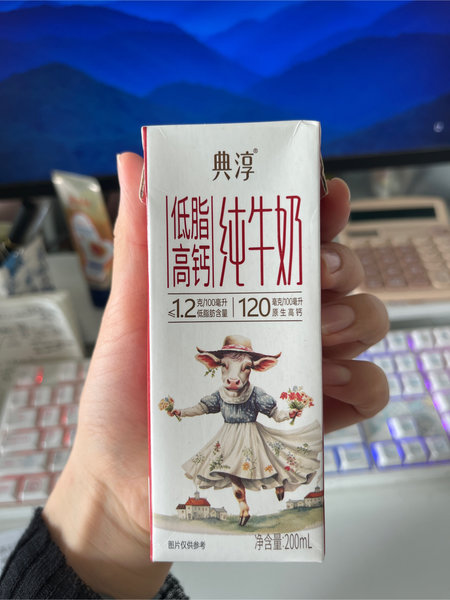 典淳®
低脂
高钙
纯牛奶
≤1.2克/100毫升
低脂肪含量
120毫克/100毫升
原生高钙
图片仅供参考
净含量:200mL